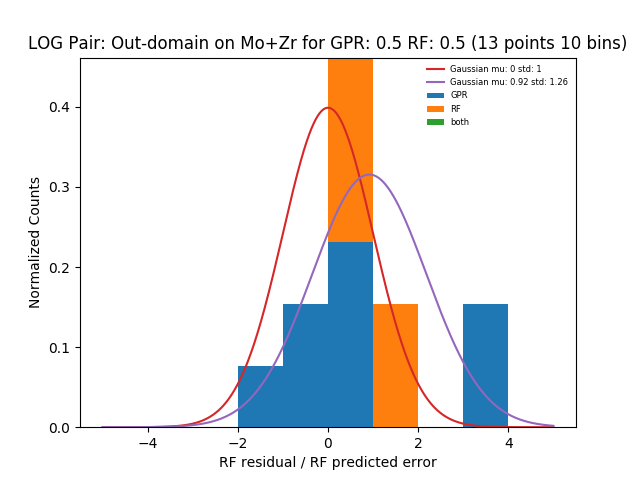 LOG Pair: Out-domain on Mo+Zr for GPR: 0.5 RF: 0.5 (13 points 10 bins)
Gaussian mu: 0 std: 1
Gaussian mu: 0.92 std: 1.26
GPR
RF
both
Normalized Counts
0.4
0.3
0.2
0.1
0.0
−4
−2
0
2
4
RF residual / RF predicted error